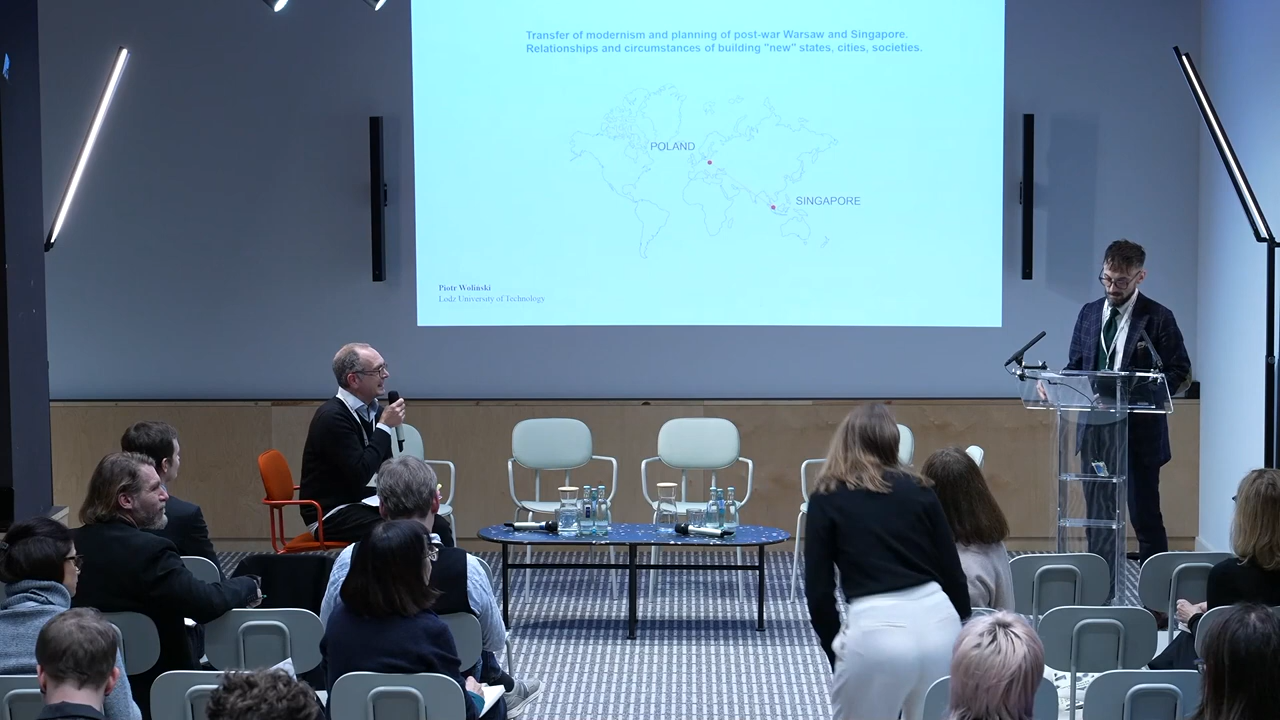 Transfer of modernism and planning of post-war Warsaw and Singapore.
Relationships and circumstances of building "new" states, cities, societies.
POLAND
SINGAPORE
Piotr Woliński
Lodz University of Technology